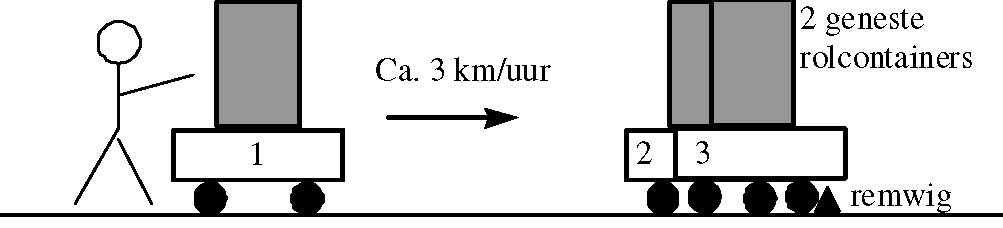 2 geneste
rolcontainers
Ca. 3 km/uur
1
2
3
remwig